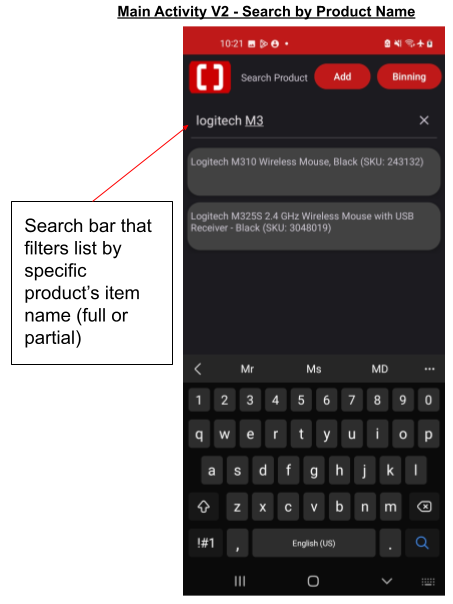 Main Activity V2 - Search by Product Name
10:21
Search Product
Add
Binning
logitech M3
Logitech M310 Wireless Mouse, Black (SKU: 243132)
Logitech M325S 2.4 GHz Wireless Mouse with USB
Receiver - Black (SKU: 3048019)
Search bar that
filters list by
specific
product’s item
name (full or
partial)
Mr Ms MD
1 2 3 4 5 6 7 8 9 0
q w e r t y u i o p
a s d f g h j k l
z x c v b n m
!#1 , English (US) .